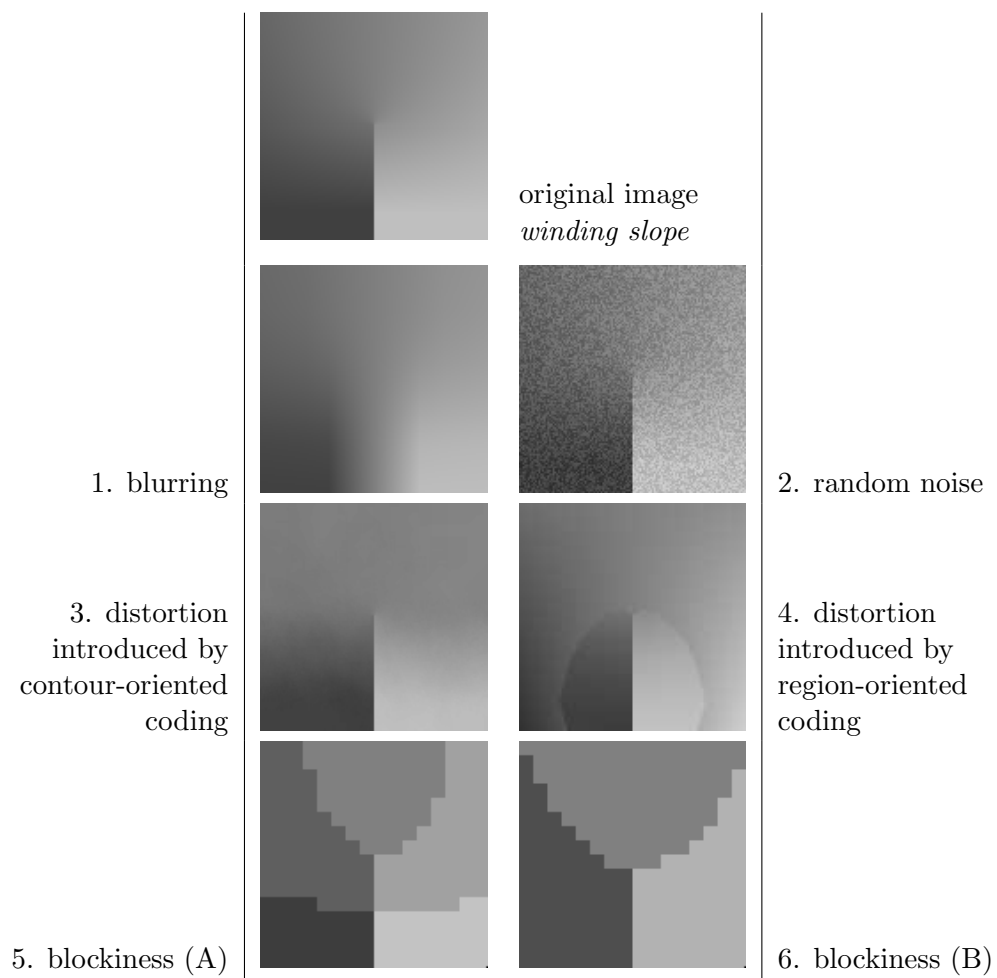 original image
winding slope
1. blurring
2. random noise
3. distortion
introduced by
contour-oriented
coding
4. distortion
introduced by
region-oriented
coding
5. blockiness (A)
6. blockiness (B)